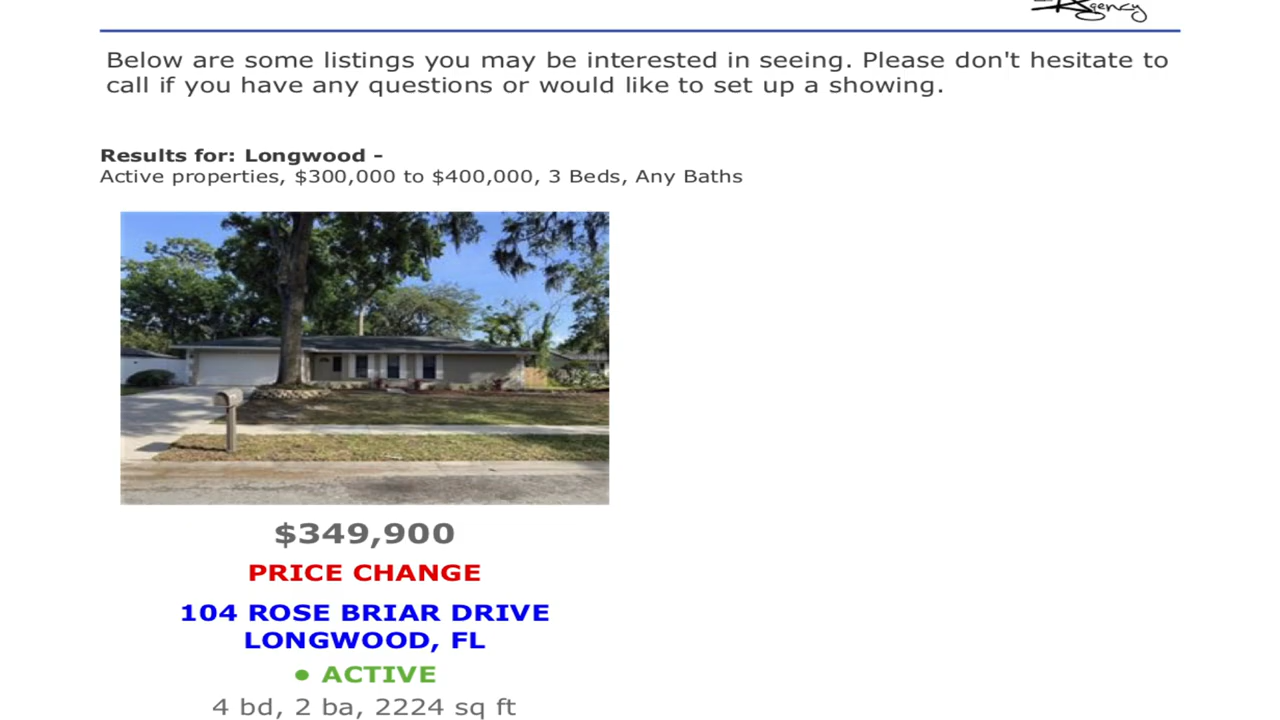 Agency
Below are some listings you may be interested in seeing. Please don't hesitate to
call if you have any questions or would like to set up a showing.
Results for: Longwood -
Active properties, $300,000 to $400,000, 3 Beds, Any Baths
$349,900
PRICE CHANGE
104 ROSE BRIAR DRIVE
LONGWOOD, FL
● ACTIVE
4 bd, 2 ba, 2224 sq ft